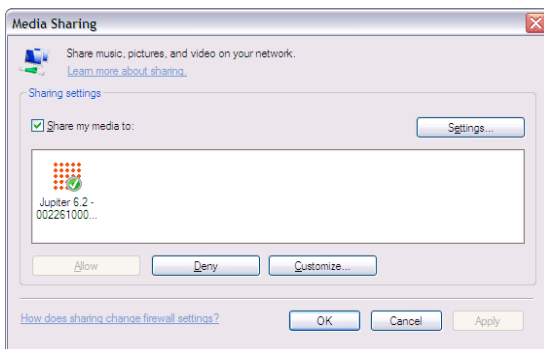 Media Sharing
Share music, pictures, and video on your network.
Learn more about sharing.
Sharing settings
Share my media to:
Settings...
Jupiter 6.2 -
002261000...
Allow
Deny
Customize...
How does sharing change firewall settings?
OK
Cancel
Apply